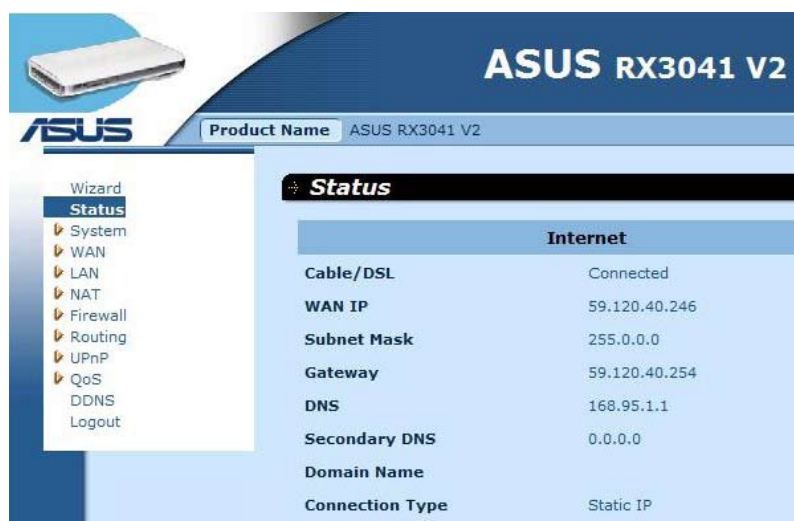 ASUS RX3041 V2
ASUS
Product Name ASUS RX3041 V2
Wizard
Status
System
WAN
LAN
NAT
Firewall
Routing
UPnP
QoS
DDNS
Logout
Status
Internet
Cable/DSL Connected
WAN IP 59.120.40.246
Subnet Mask 255.0.0.0
Gateway 59.120.40.254
DNS 168.95.1.1
Secondary DNS 0.0.0.0
Domain Name
Connection Type Static IP